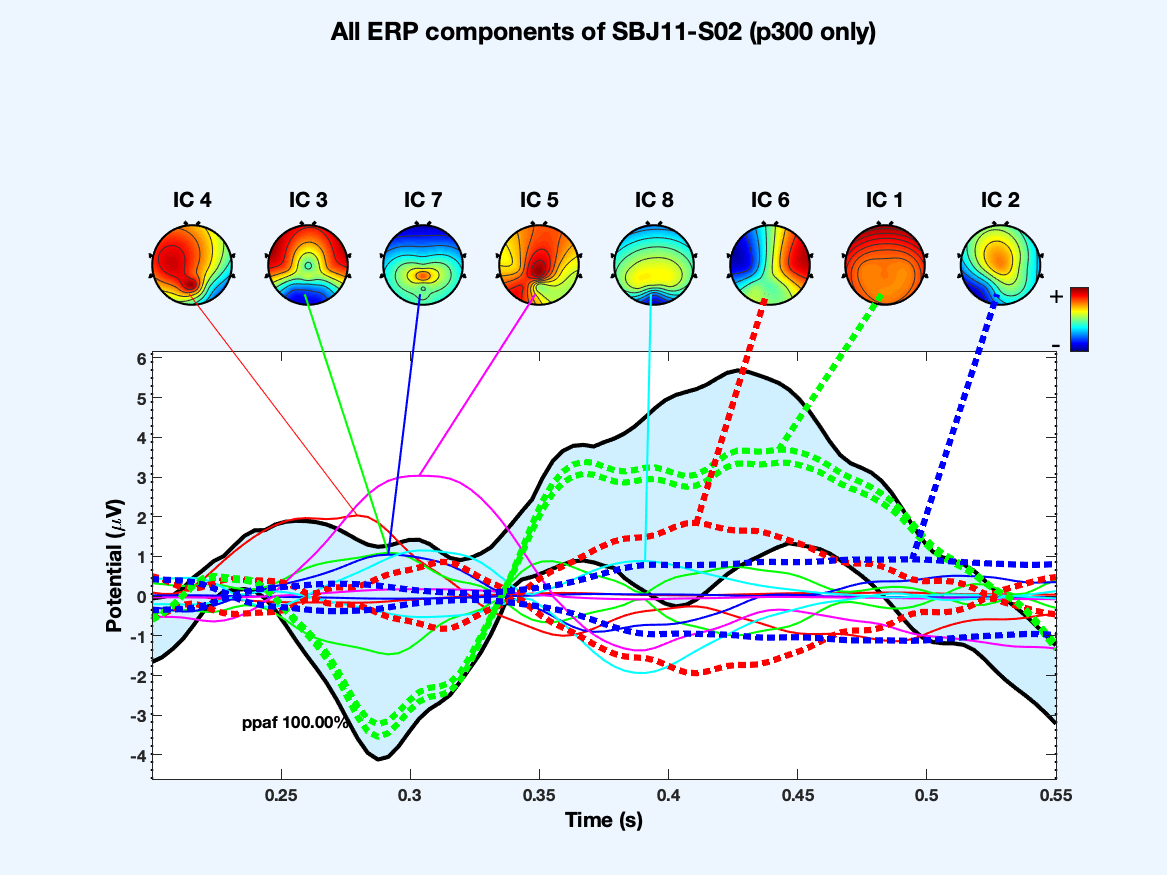 All ERP components of SBJ11-S02 (p300 only)
IC 4 IC 3 IC 7 IC 5 IC 8 IC 6 IC 1 IC 2
+
-
6
5
4
3
2
1
0
-1
-2
-3
-4
Potential (μV)
ppaf 100.00%
0.25 0.3 0.35 0.4 0.45 0.5 0.55
Time (s)